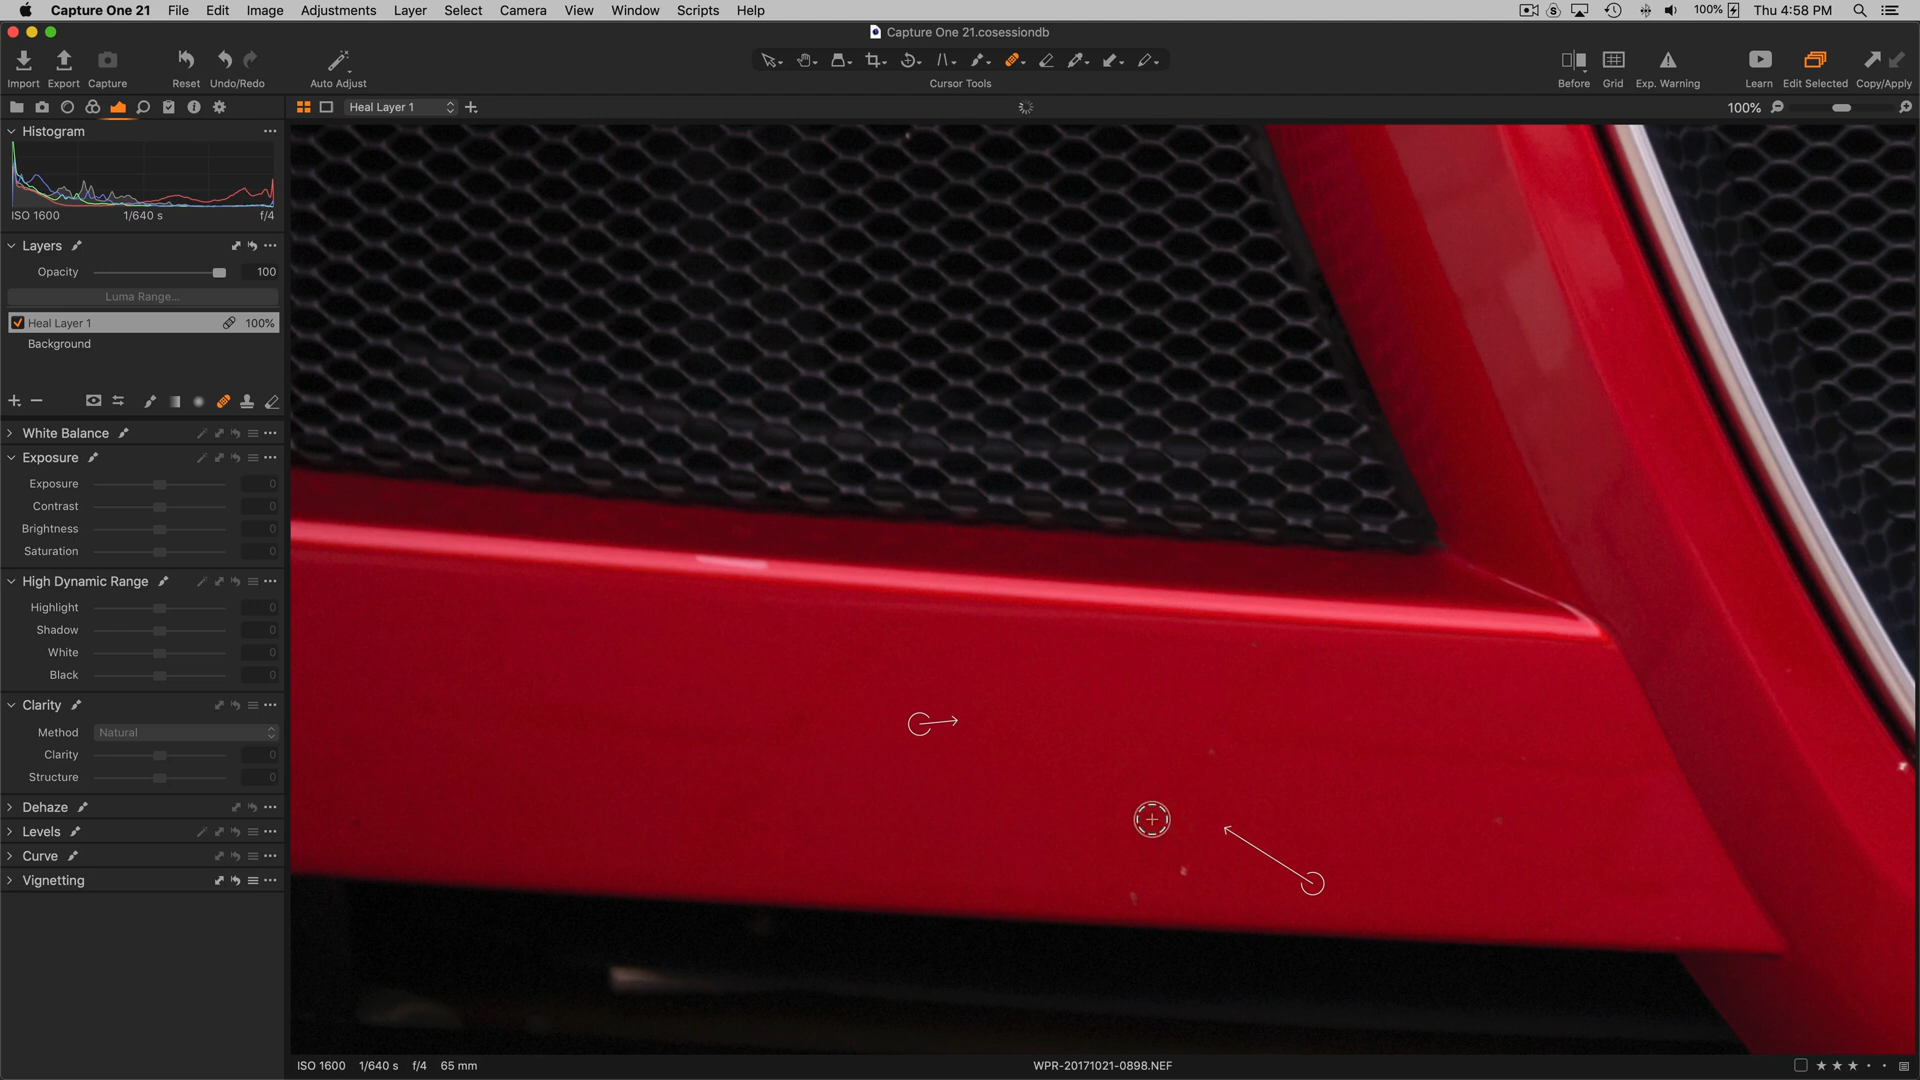 Capture One 21 File Edit Image Adjustments Layer Select Camera View Window Scripts Help 100% Thu 4:58 PM
Capture One 21.cosessiondb
Import Export Capture Reset Undo/Redo Auto Adjust Cursor Tools Before Grid Exp. Warning Learn Edit Selected Copy/Apply
Heal Layer 1 100%
Histogram
ISO 1600 1/640 s f/4
Layers
Opacity 100
Luma Range...
Heal Layer 1 100%
Background
White Balance
Exposure
Exposure 0
Contrast 0
Brightness 0
Saturation 0
High Dynamic Range
Highlight 0
Shadow 0
White 0
Black 0
Clarity
Method Natural
Clarity 0
Structure 0
Dehaze
Levels
Curve
Vignetting
ISO 1600 1/640 s f/4 65 mm WPR-20171021-0898.NEF